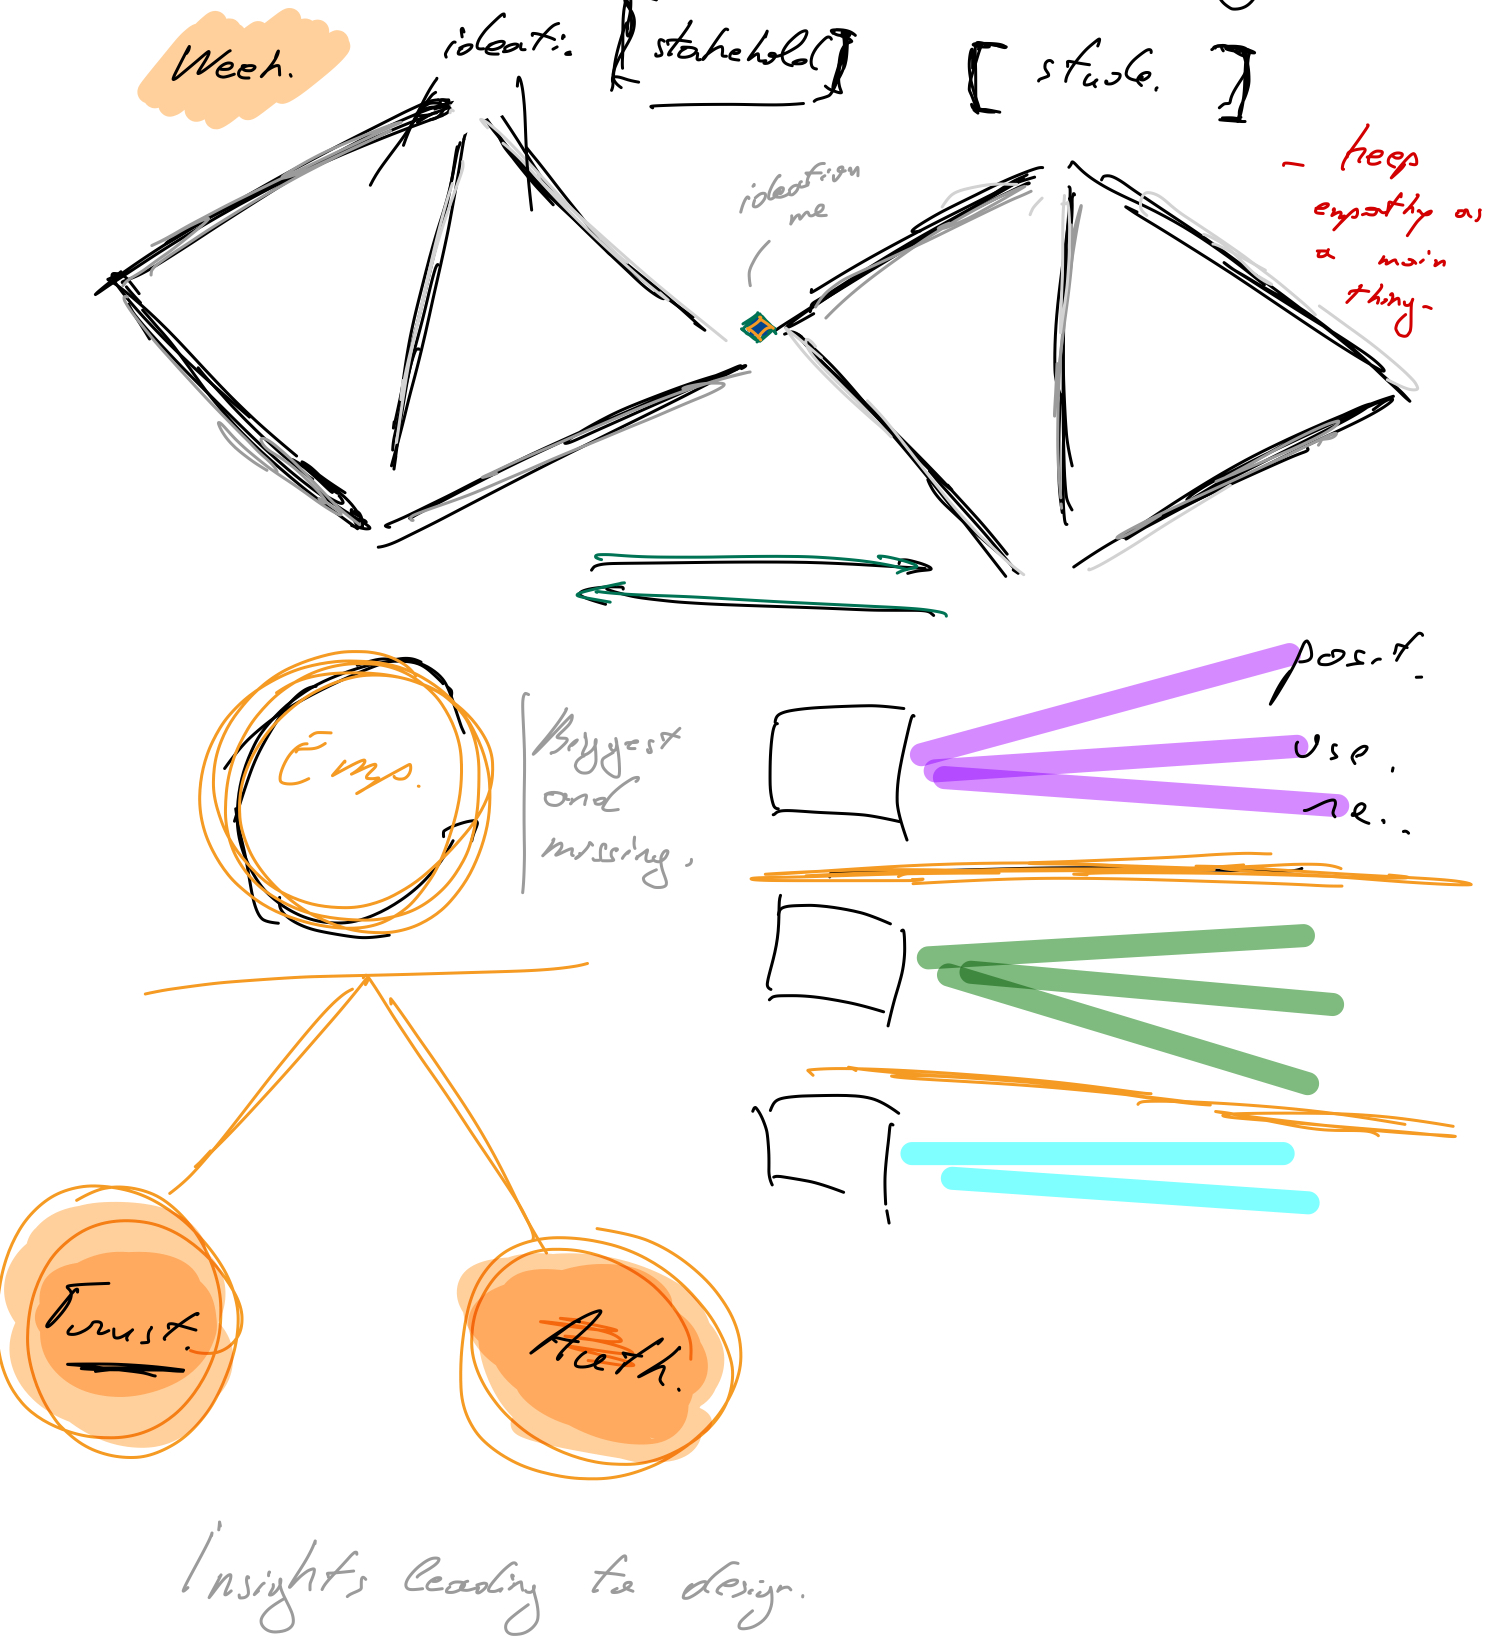 Week.
ideati.
[stakehold]
[ stude. ]
- keep
empathy as
a main
thing-
ideation
me
Emp.
Biggest
and
missing.
posit.
Use.
re..
Trust.
Auth.
Insights leading to design.